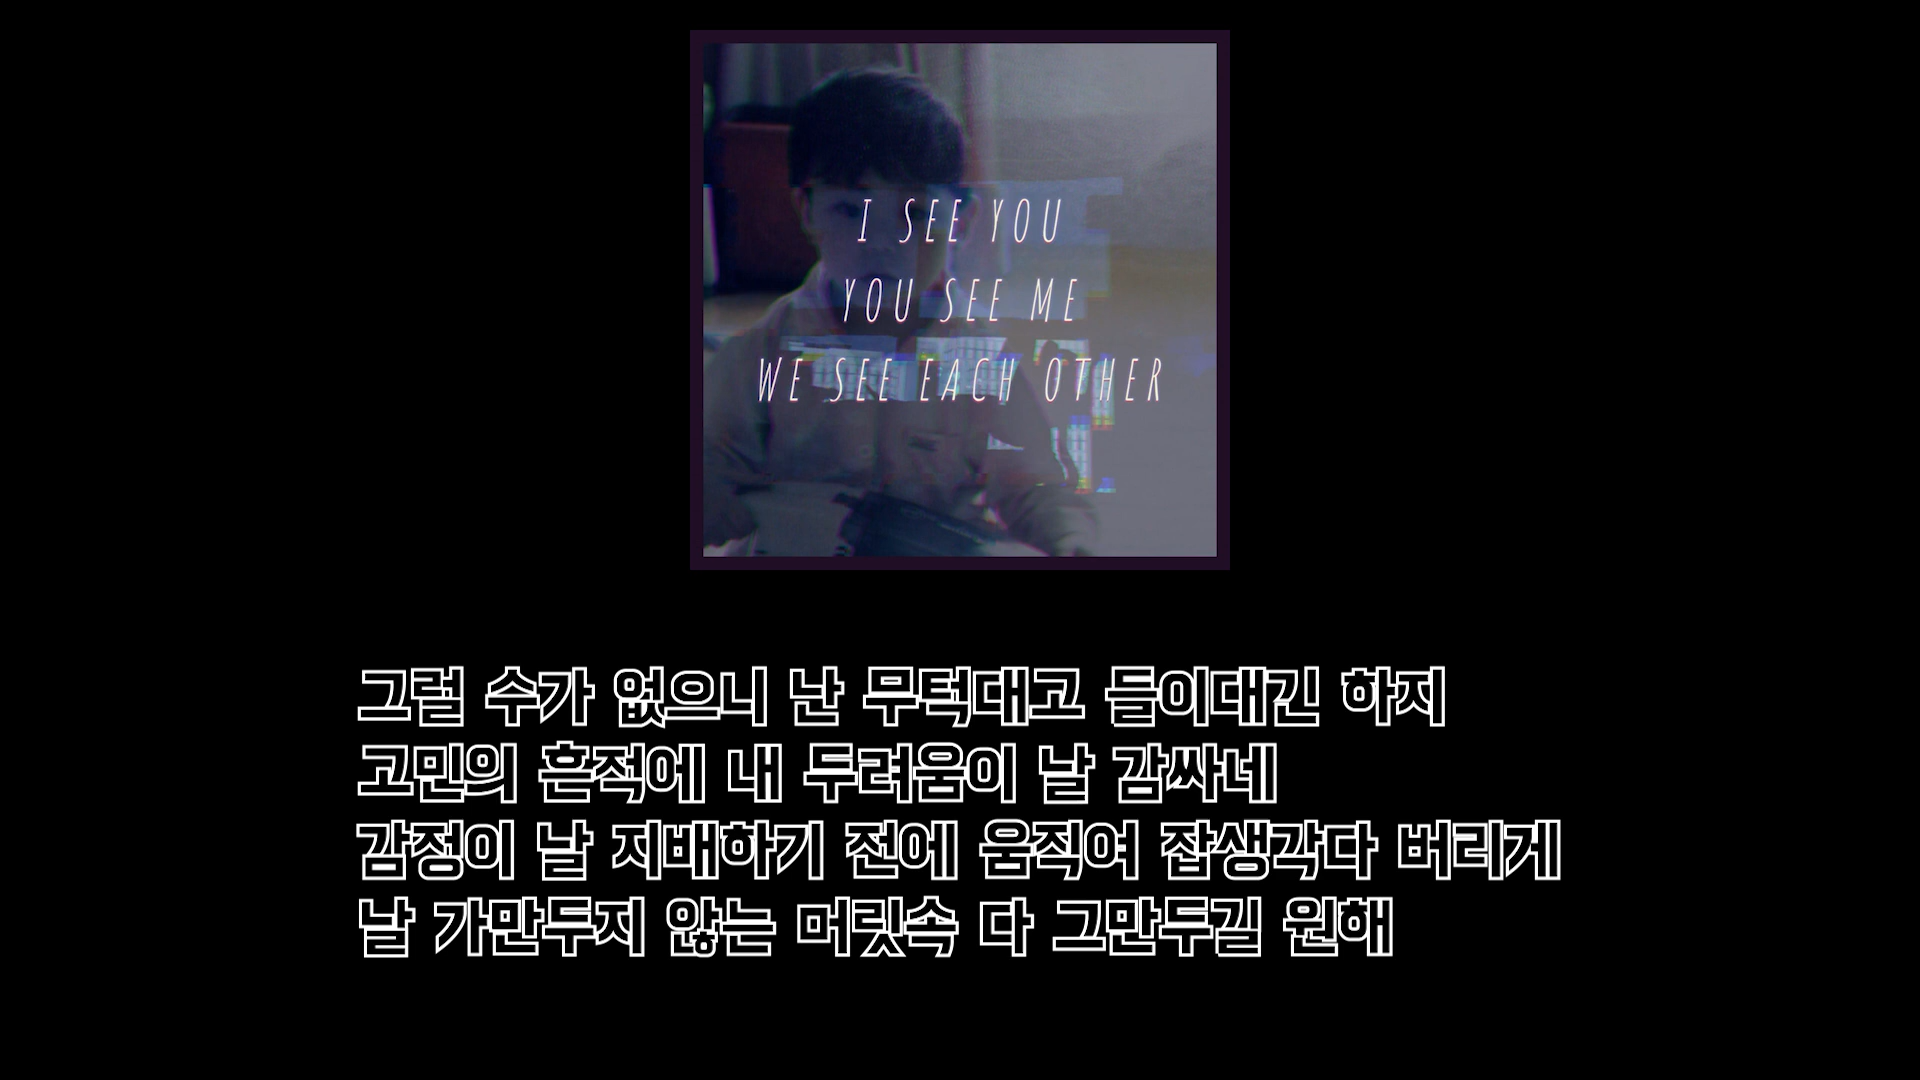 I SEE YOU
YOU SEE ME
WE SEE EACH OTHER
그럴 수가 없으니 난 무턱대고 들이대긴 하지
고민의 흔적에 내 두려움이 날 감싸네
감정이 날 지배하기 전에 움직여 잡생각다 버리게
날 가만두지 않는 머릿속 다 그만두길 원해